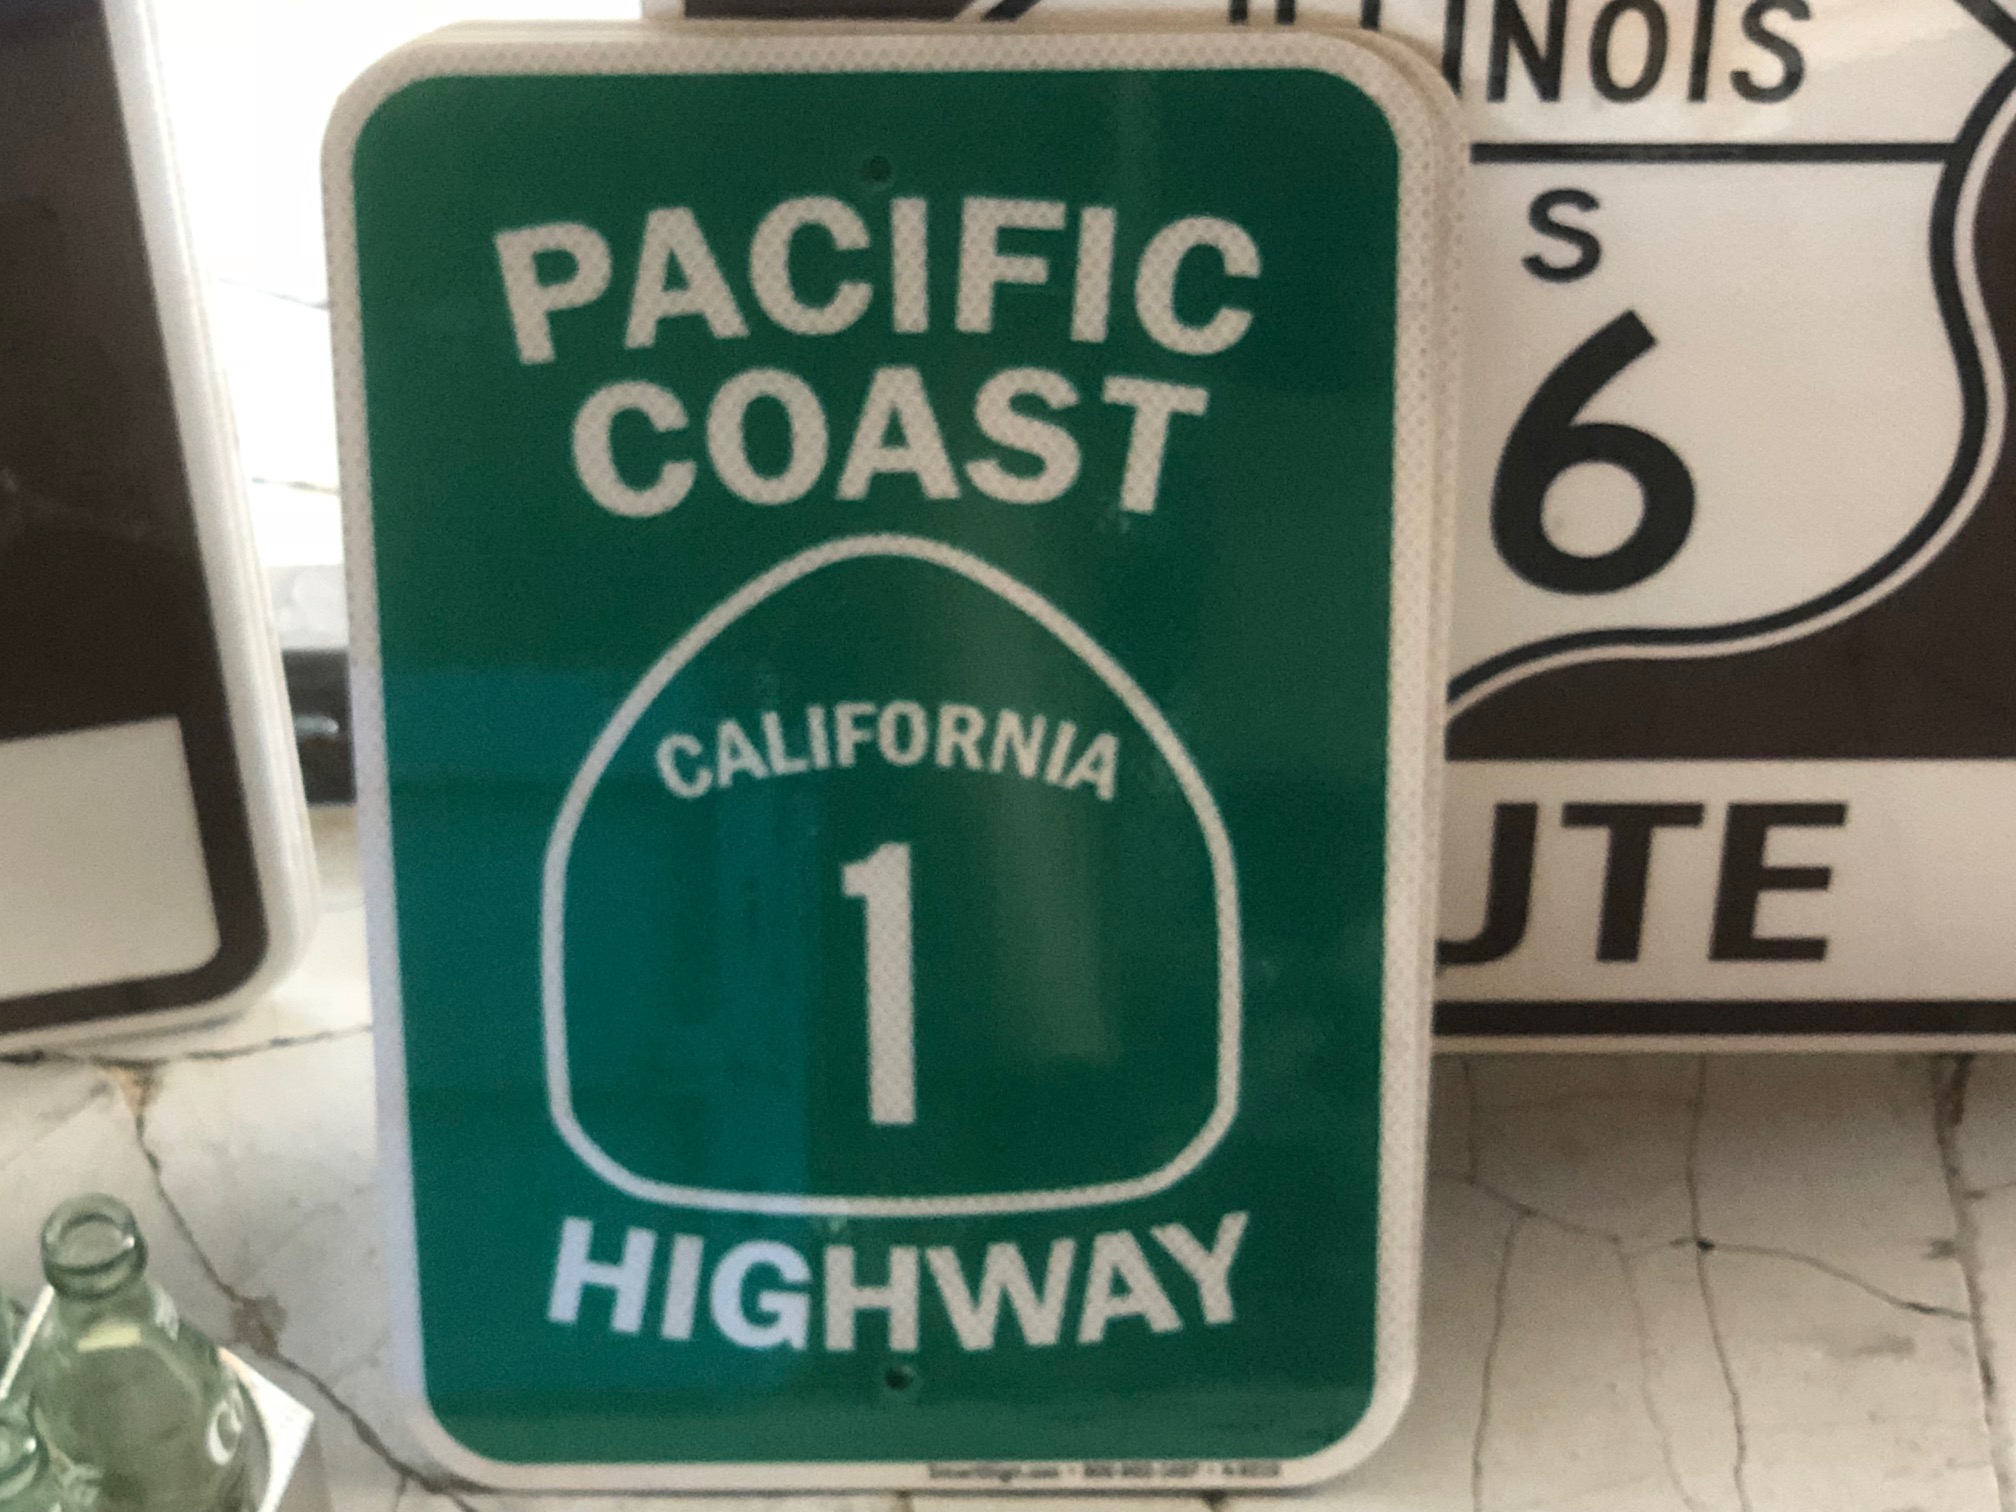 PACIFIC
COAST
CALIFORNIA
1
HIGHWAY
INOIS
S
6
UTE